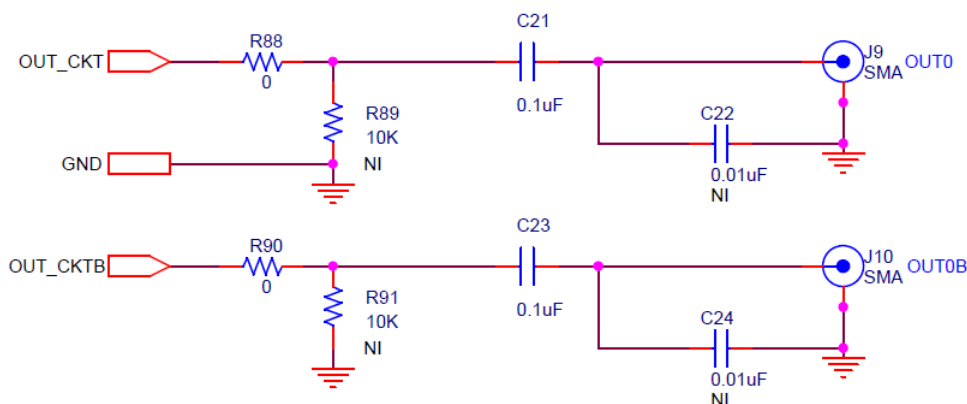 C21
R88
J9
OUT_CKT
OUT0
SMA
0
0.1uF
R89
C22
10K
GND
NI
0.01uF
NI
C23
R90
J10
OUT_CKTB
OUT0B
SMA
0
R91
0.1uF
10K
C24
NI
0.01uF
NI